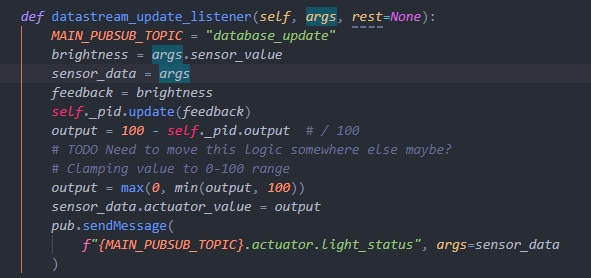 def datastream_update_listener(self, args, rest=None):
    MAIN_PUBSUB_TOPIC = "database_update"
    brightness = args.sensor_value
    sensor_data = args
    feedback = brightness
    self._pid.update(feedback)
    output = 100 - self._pid.output  # / 100
    # TODO Need to move this logic somewhere else maybe?
    # Clamping value to 0-100 range
    output = max(0, min(output, 100))
    sensor_data.actuator_value = output
    pub.sendMessage(
        f"{MAIN_PUBSUB_TOPIC}.actuator.light_status", args=sensor_data
    )